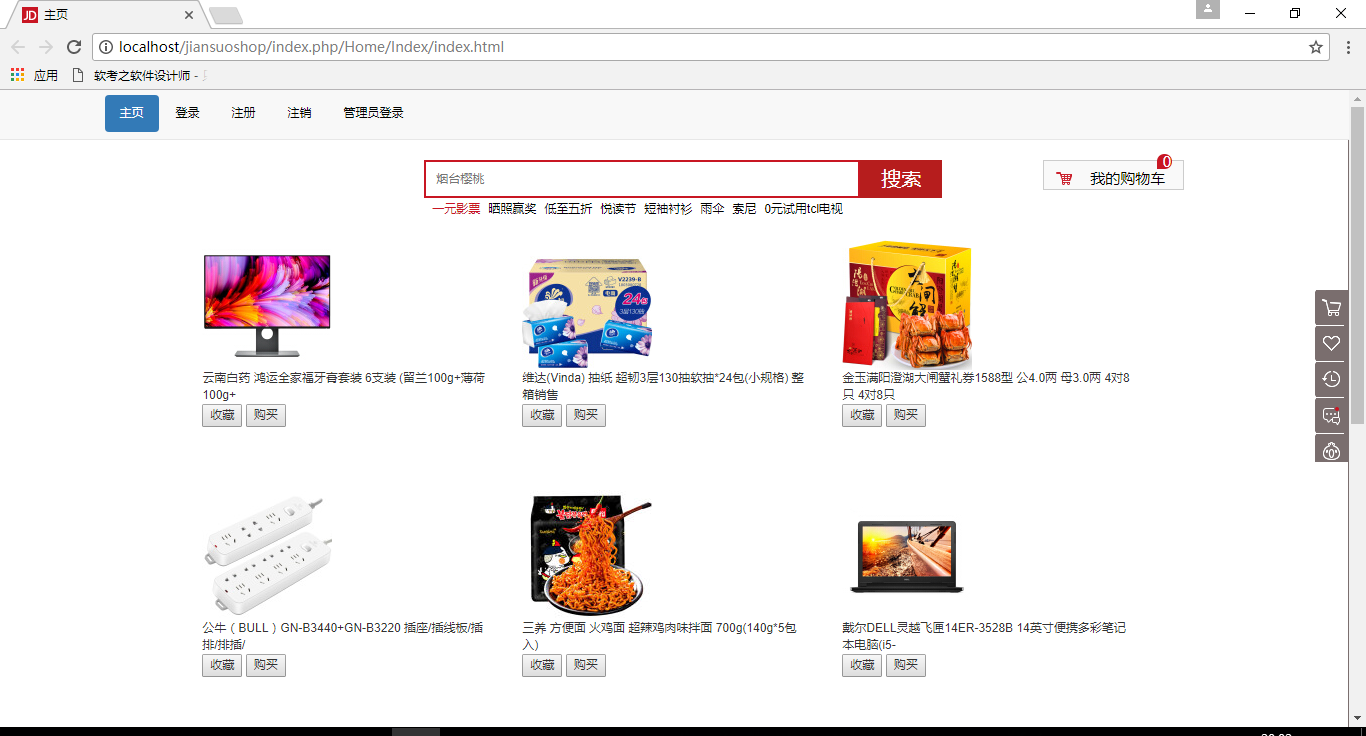 JD 主页
localhost/jiansuoshop/index.php/Home/Index/index.html
应用 软考之软件设计师 -
主页 登录 注册 注销 管理员登录
烟台樱桃 搜索 我的购物车 0
一元影票 晒照赢奖 低至五折 悦读节 短袖衬衫 雨伞 索尼 0元试用tcl电视
V2239-B
24包
3层130抽
阳澄湖
大闸蟹
云南白药 鸿运全家福牙膏套装 6支装 (留兰100g+薄荷
100g+
收藏 购买
维达(Vinda) 抽纸 超韧3层130抽软抽*24包(小规格) 整
箱销售
收藏 购买
金玉满阳澄湖大闸蟹礼券1588型 公4.0两 母3.0两 4对8
只 4对8只
收藏 购买
公牛（BULL）GN-B3440+GN-B3220 插座/插线板/插
排/排插/
收藏 购买
三养 方便面 火鸡面 超辣鸡肉味拌面 700g(140g*5包
入)
收藏 购买
戴尔DELL灵越飞匣14ER-3528B 14英寸便携多彩笔记
本电脑(i5-
收藏 购买